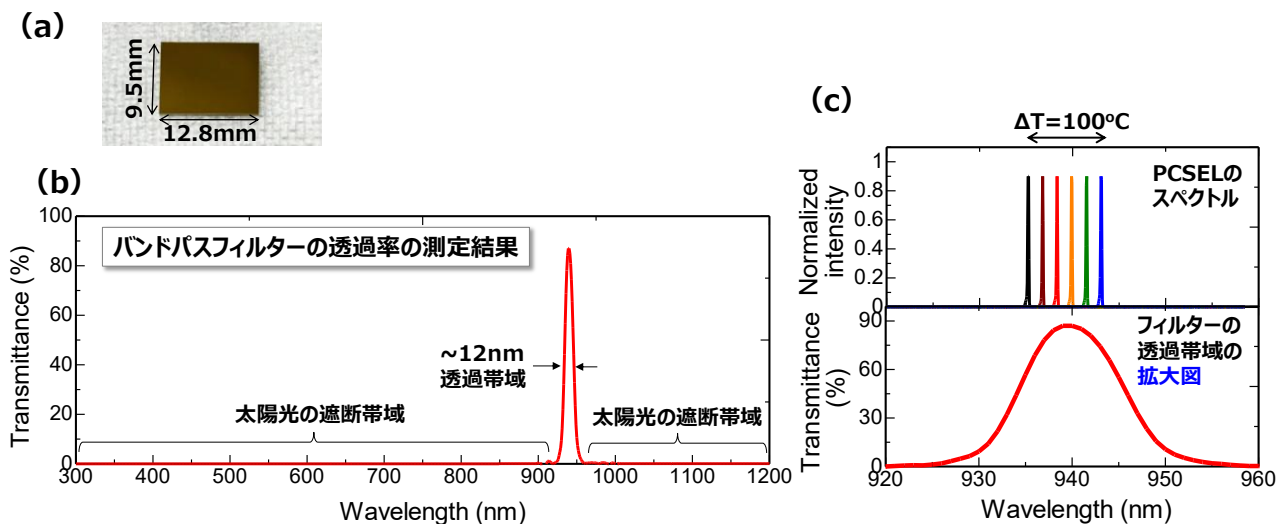 (a)
9.5mm
12.8mm
(b)
Transmittance (%)
100
80
60
40
20
0
バンドパスフィルターの透過率の測定結果
~12nm
透過帯域
太陽光の遮断帯域
太陽光の遮断帯域
300 400 500 600 700 800 900 1000 1100 1200
Wavelength (nm)
(c)
ΔT=100℃
Normalized
intensity
1
0.8
0.6
0.4
0.2
0
PCSELの
スペクトル
Transmittance
(%)
90
60
30
0
フィルターの
透過帯域の
拡大図
920 930 940 950 960
Wavelength (nm)